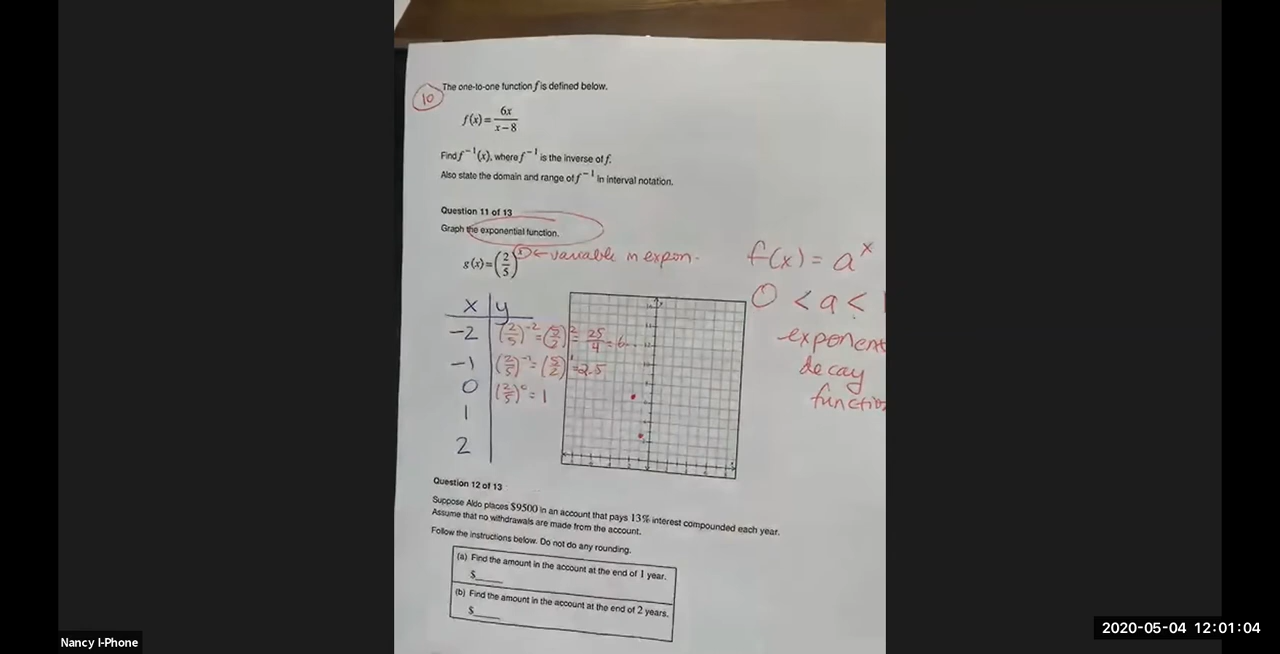 10
The one-to-one function f is defined below.
f(x) = 6x / x − 8
Find f⁻¹(x), where f⁻¹ is the inverse of f.
Also state the domain and range of f⁻¹ in interval notation.
Question 11 of 13
Graph the exponential function.
s(x) = (2/5)^x ← variable in expon.
f(x) = a^x
0 < a < 1
exponen
decay
function
x | y
−2 | (2/5)⁻² = (5/2)² = 25/4 = 6
−1 | (2/5)⁻¹ = (5/2)¹ = 2.5
0 | (2/5)⁰ = 1
1
2
Question 12 of 13
Suppose Aldo places $9500 in an account that pays 13% interest compounded each year.
Assume that no withdrawals are made from the account.
Follow the instructions below. Do not do any rounding.
(a) Find the amount in the account at the end of 1 year.
$____
(b) Find the amount in the account at the end of 2 years.
$____
Nancy I-Phone
2020-05-04 12:01:04